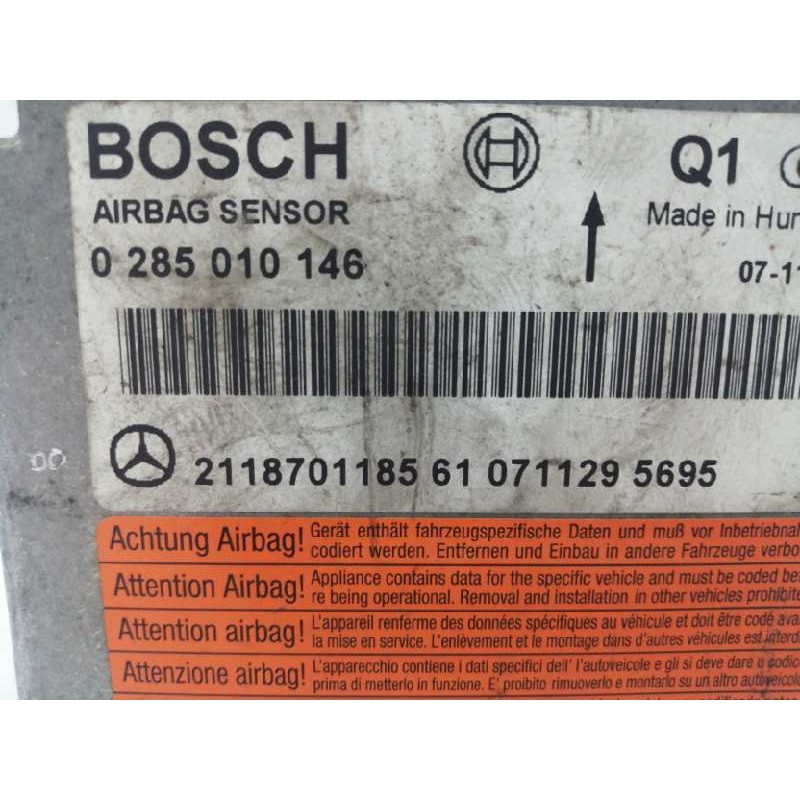 BOSCH
Q1
AIRBAG SENSOR
Made in Hun
0 285 010 146
07-11
2118701185 61 0711295695
Achtung Airbag! Gerät enthält fahrzeugspezifische Daten und muß vor Inbetriebnah
codiert werden. Entfernen und Einbau in andere Fahrzeuge verbo
Attention Airbag! Appliance contains data for the specific vehicle and must be coded be
re being operational. Removal and installation in other vehicles prohibite
Attention airbag! L'appareil renferme des données spécifiques au véhicule et doit être codé ava
la mise en service. L'enlèvement et le montage dans d'autres véhicules est interd
Attenzione airbag! L'apparecchio contiene i dati specifici dell' l'autoveicule e gli si deve dare o codic
prima di metterlo in funzione. E' proibito rimuoverlo e montarlo su un altro autoveicolo